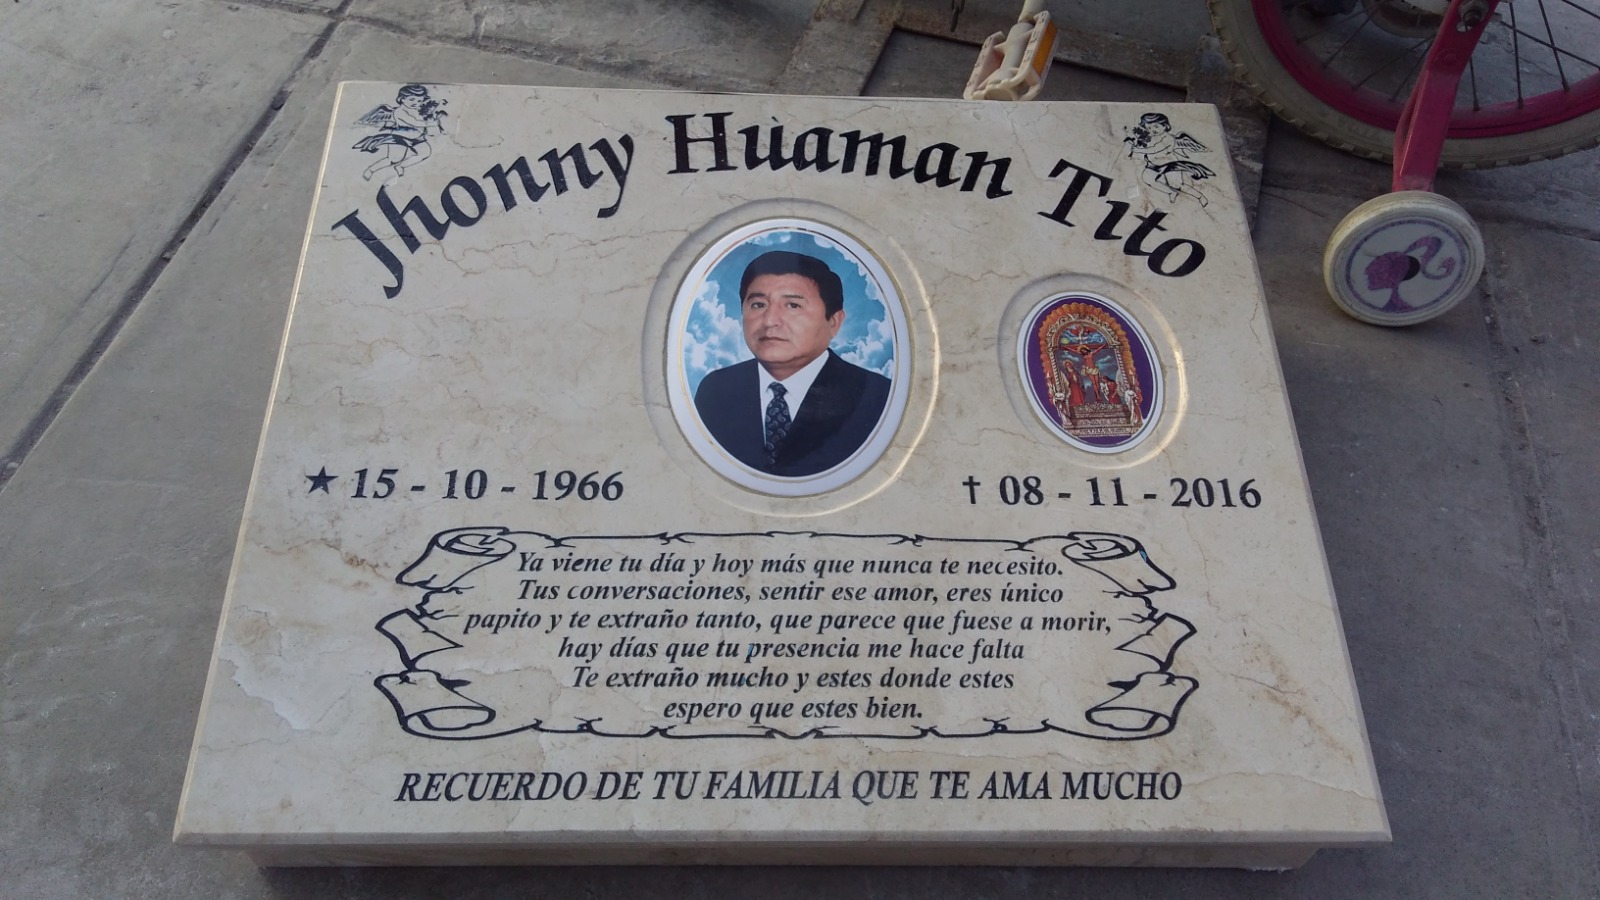 Jhonny Huaman Tito
★ 15 - 10 - 1966
† 08 - 11 - 2016
Ya viene tu día y hoy más que nunca te necesito.
Tus conversaciones, sentir ese amor, eres único
papito y te extraño tanto, que parece que fuese a morir,
hay días que tu presencia me hace falta
Te extraño mucho y estes donde estes
espero que estes bien.
RECUERDO DE TU FAMILIA QUE TE AMA MUCHO